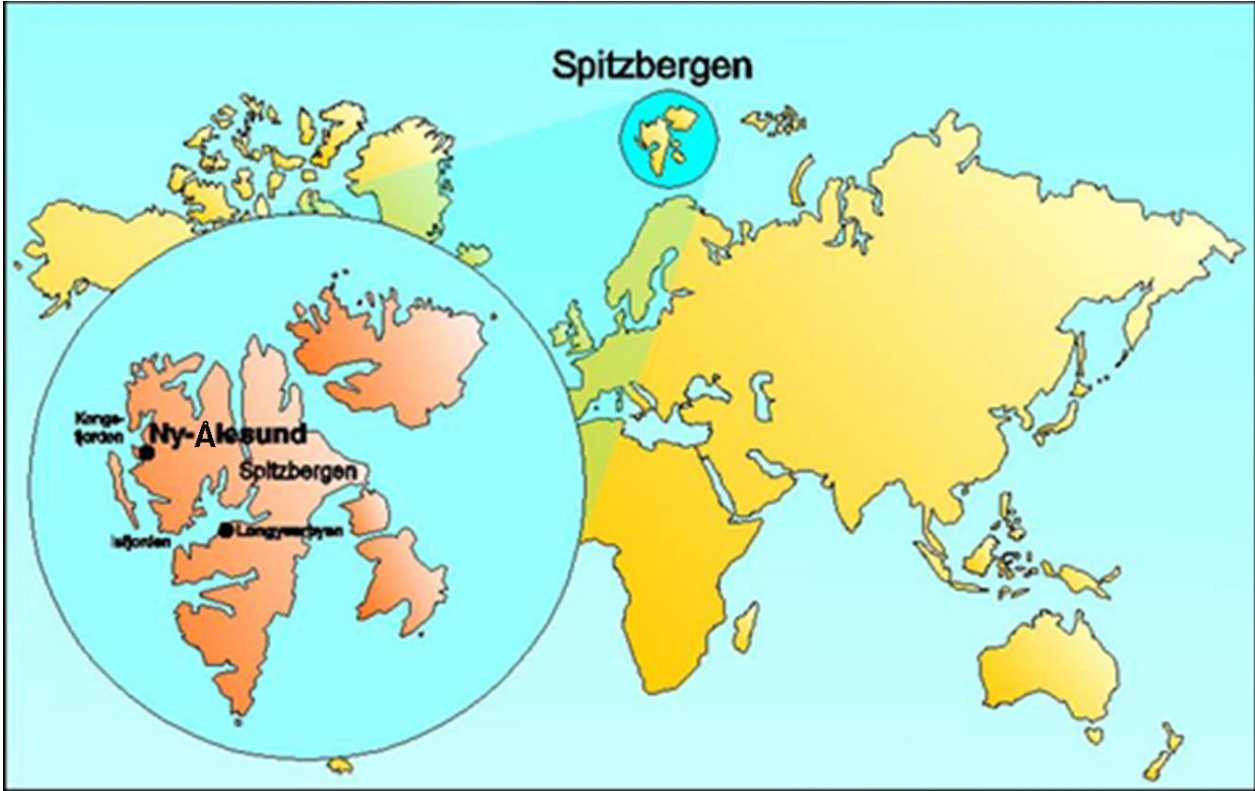 Spitzbergen
Kongs-
fjorden
Ny-Ålesund
Spitzbergen
Isfjorden
Longyearbyen